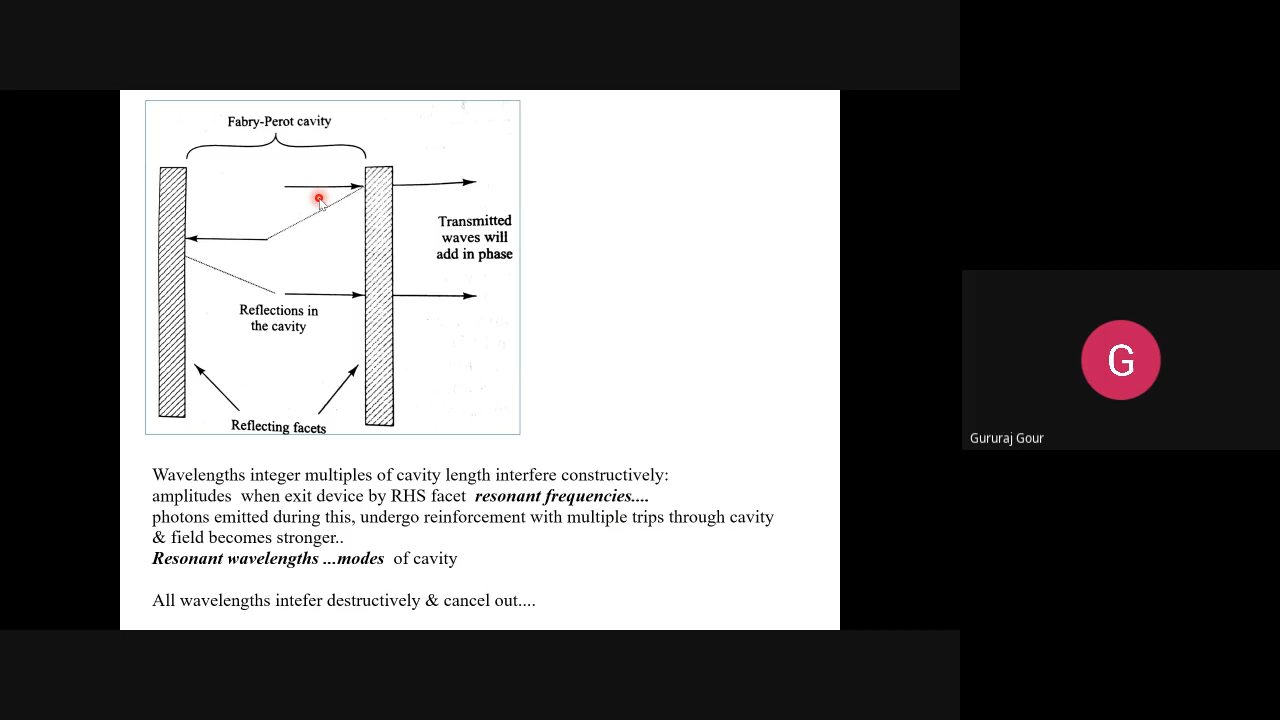 Fabry-Perot cavity
Transmitted
waves will
add in phase
Reflections in
the cavity
Reflecting facets
Wavelengths integer multiples of cavity length interfere constructively:
amplitudes when exit device by RHS facet resonant frequencies....
photons emitted during this, undergo reinforcement with multiple trips through cavity
& field becomes stronger..
Resonant wavelengths ...modes of cavity
All wavelengths intefer destructively & cancel out....
G
Gururaj Gour